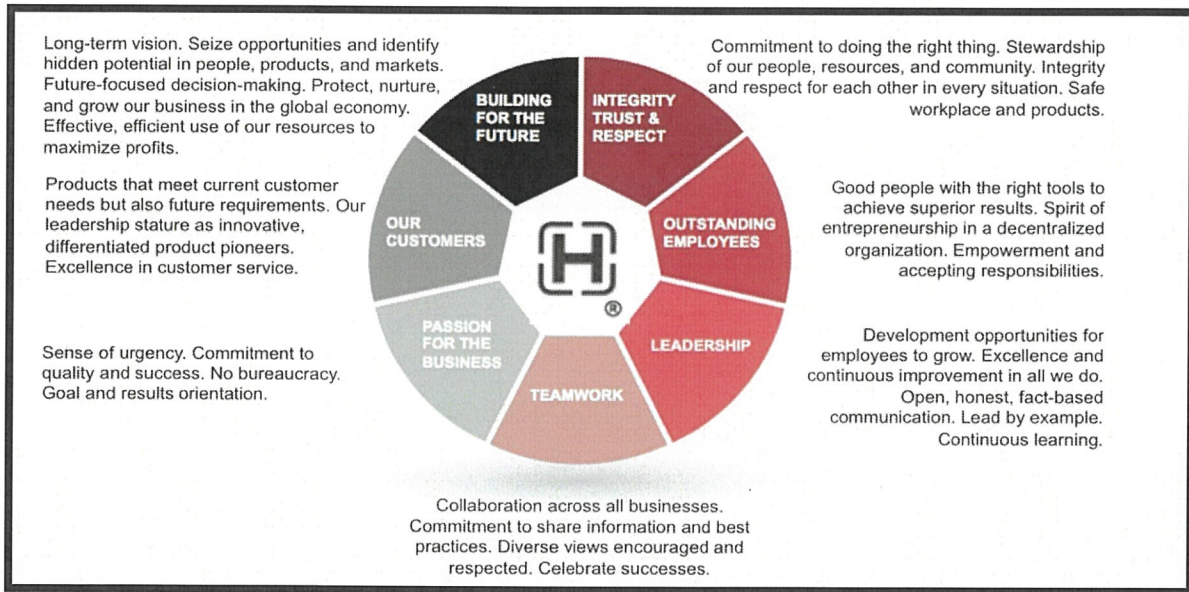 Long-term vision. Seize opportunities and identify
hidden potential in people, products, and markets.
Future-focused decision-making. Protect, nurture,
and grow our business in the global economy.
Effective, efficient use of our resources to
maximize profits.
BUILDING
FOR THE
FUTURE
INTEGRITY
TRUST &
RESPECT
Commitment to doing the right thing. Stewardship
of our people, resources, and community. Integrity
and respect for each other in every situation. Safe
workplace and products.
Products that meet current customer
needs but also future requirements. Our
leadership stature as innovative,
differentiated product pioneers.
Excellence in customer service.
OUR
CUSTOMERS
H
®
OUTSTANDING
EMPLOYEES
Good people with the right tools to
achieve superior results. Spirit of
entrepreneurship in a decentralized
organization. Empowerment and
accepting responsibilities.
Sense of urgency. Commitment to
quality and success. No bureaucracy.
Goal and results orientation.
PASSION
FOR THE
BUSINESS
TEAMWORK
LEADERSHIP
Development opportunities for
employees to grow. Excellence and
continuous improvement in all we do.
Open, honest, fact-based
communication. Lead by example.
Continuous learning.
Collaboration across all businesses.
Commitment to share information and best
practices. Diverse views encouraged and
respected. Celebrate successes.